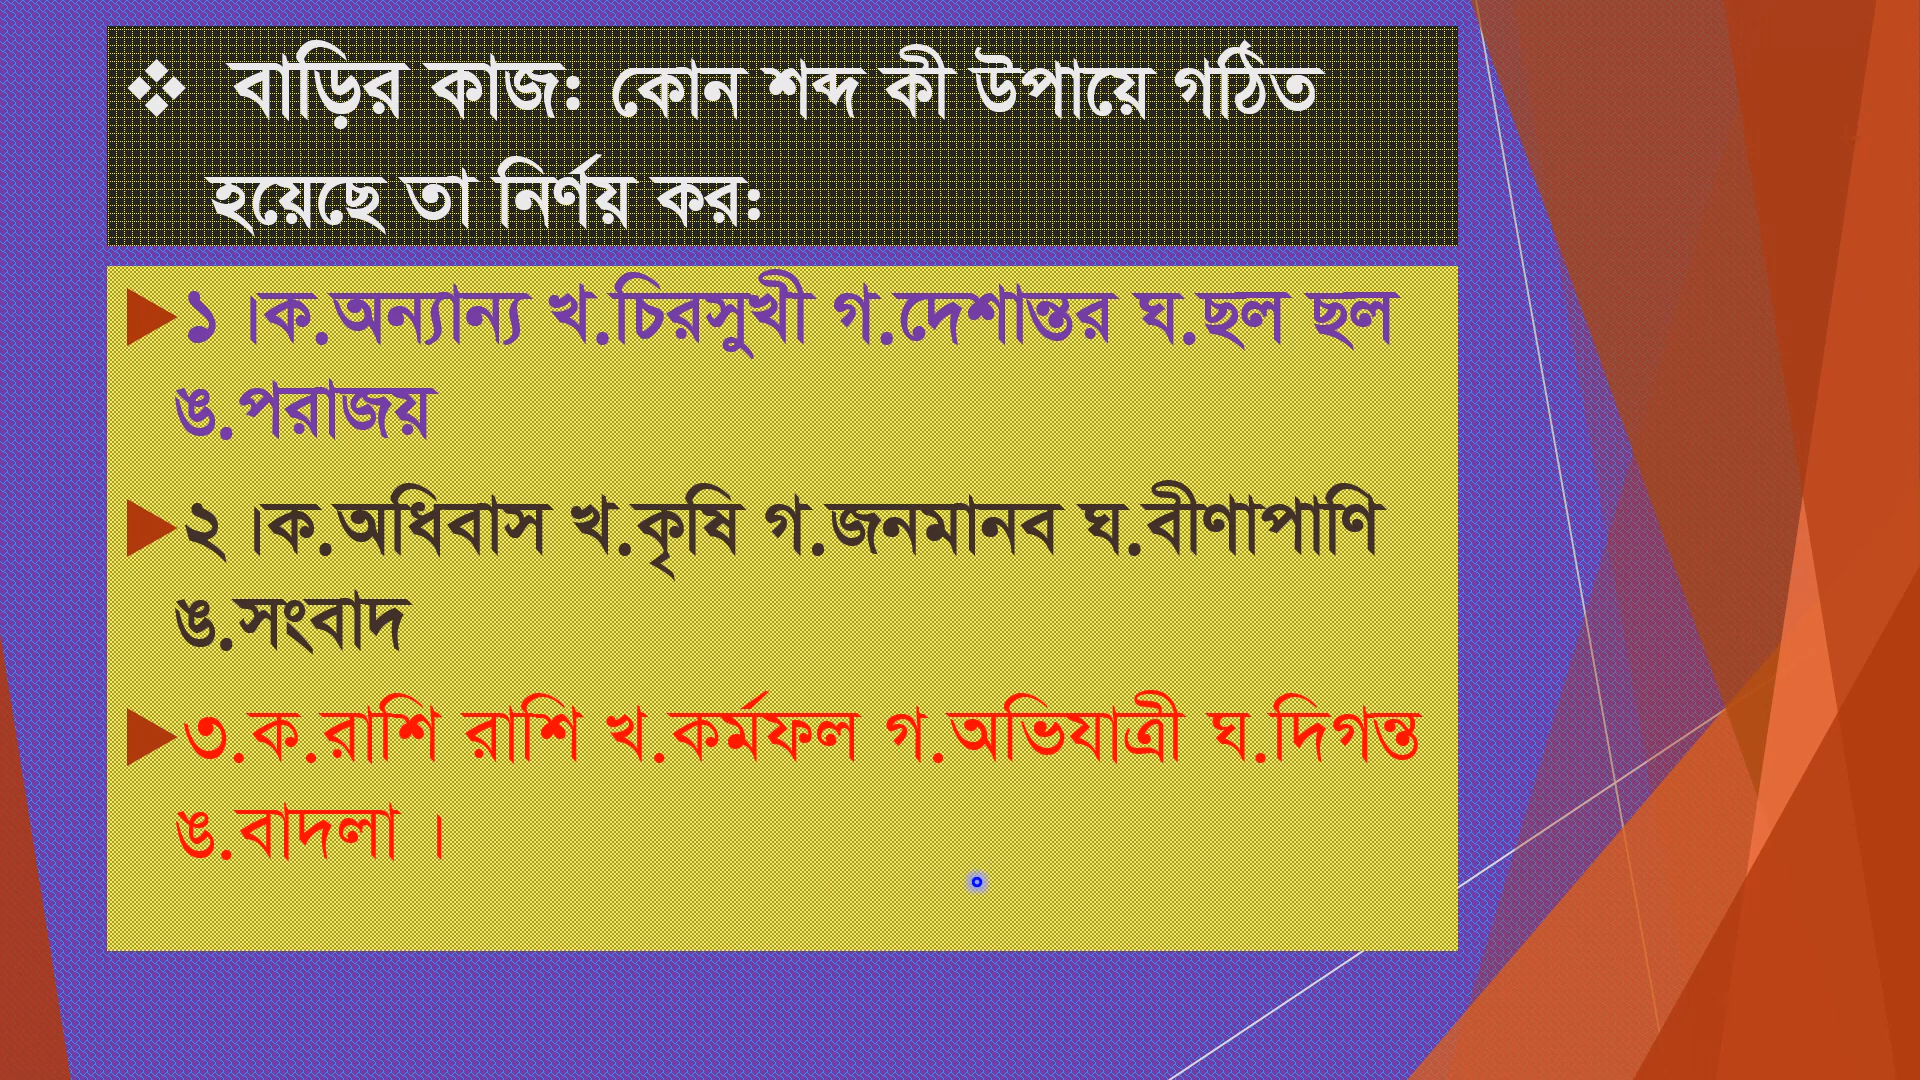 ❖ বাড়ির কাজ: কোন শব্দ কী উপায়ে গঠিত
হয়েছে তা নির্ণয় কর:
১।ক.অন্যান্য খ.চিরসুখী গ.দেশান্তর ঘ.ছল ছল
ঙ.পরাজয়
২।ক.অধিবাস খ.কৃষি গ.জনমানব ঘ.বীণাপাণি
ঙ.সংবাদ
৩.ক.রাশি রাশি খ.কর্মফল গ.অভিযাত্রী ঘ.দিগন্ত
ঙ.বাদলা।